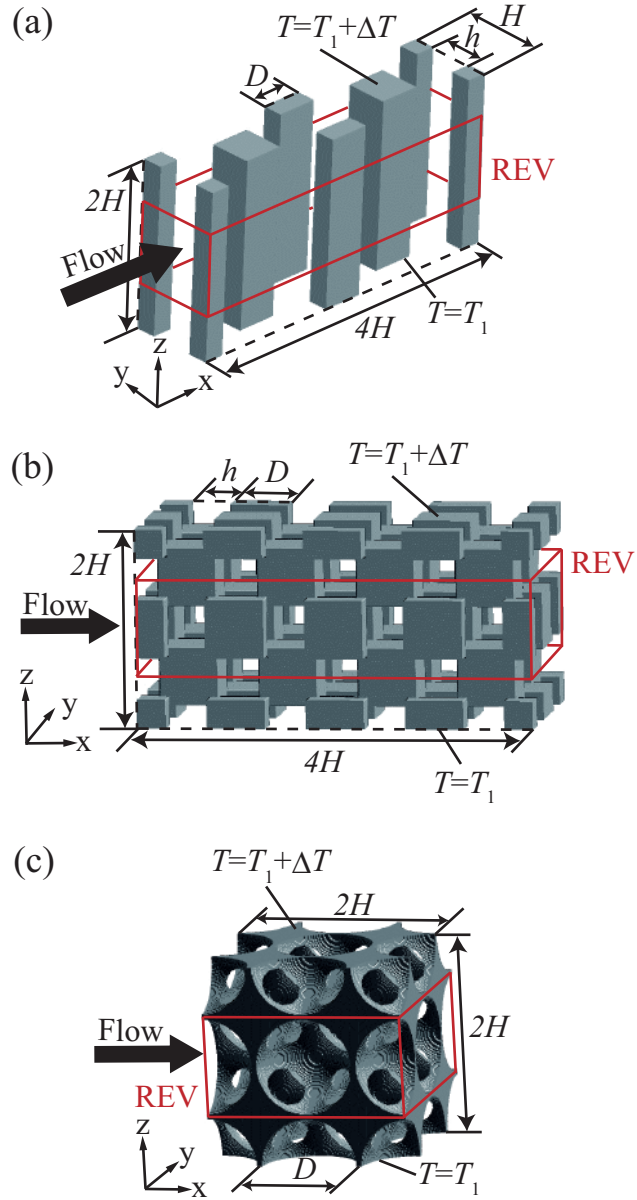 (a)
T=T1+ΔT
H
h
D
REV
2H
Flow
4H
T=T1
z
y
x
(b)
h
D
T=T1+ΔT
2H
REV
Flow
z
y
x
4H
T=T1
(c)
T=T1+ΔT
2H
Flow
2H
REV
z
y
x
D
T=T1